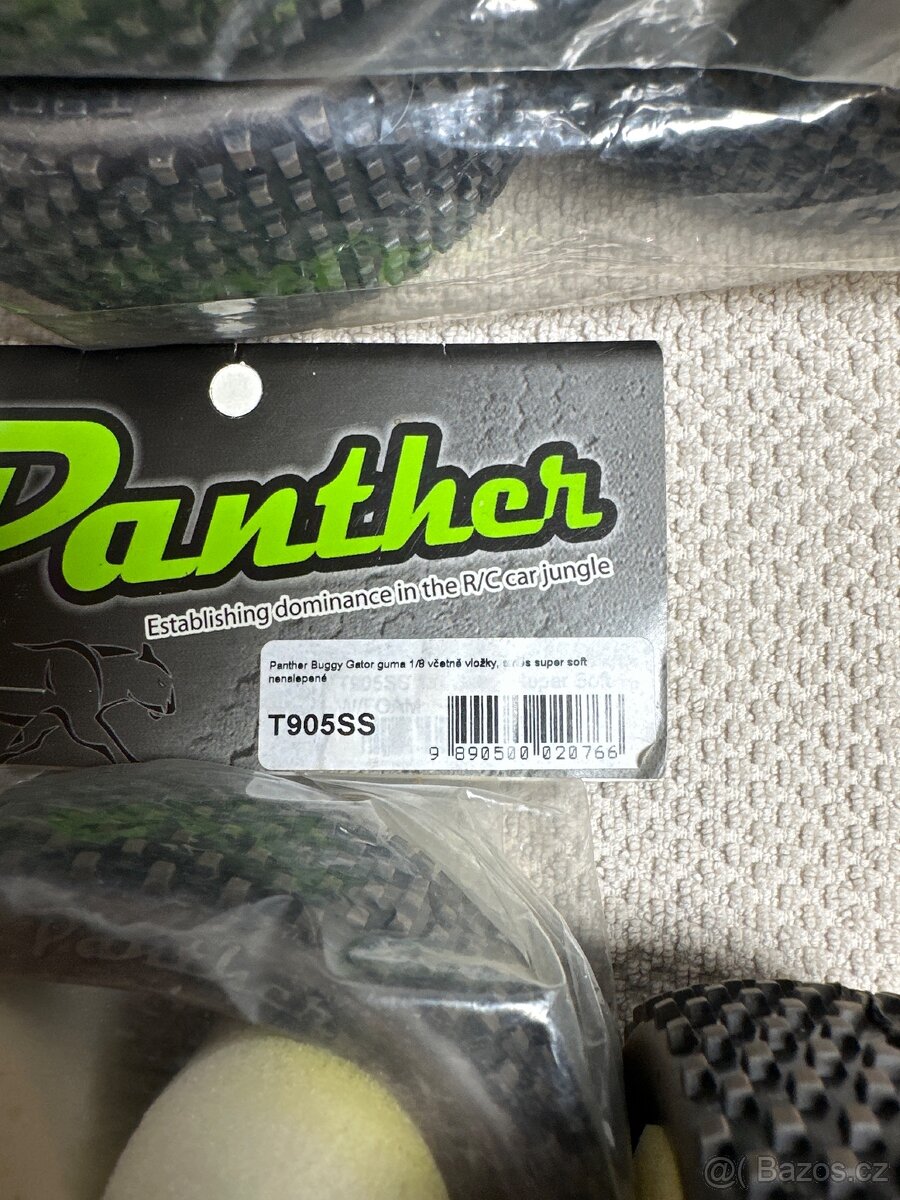 Panther
Establishing dominance in the R/C car jungle
Panther Buggy Gator guma 1/8 včetně vložky, super soft
nenalepené
T905SS
9 890500 020766
Bazos.cz